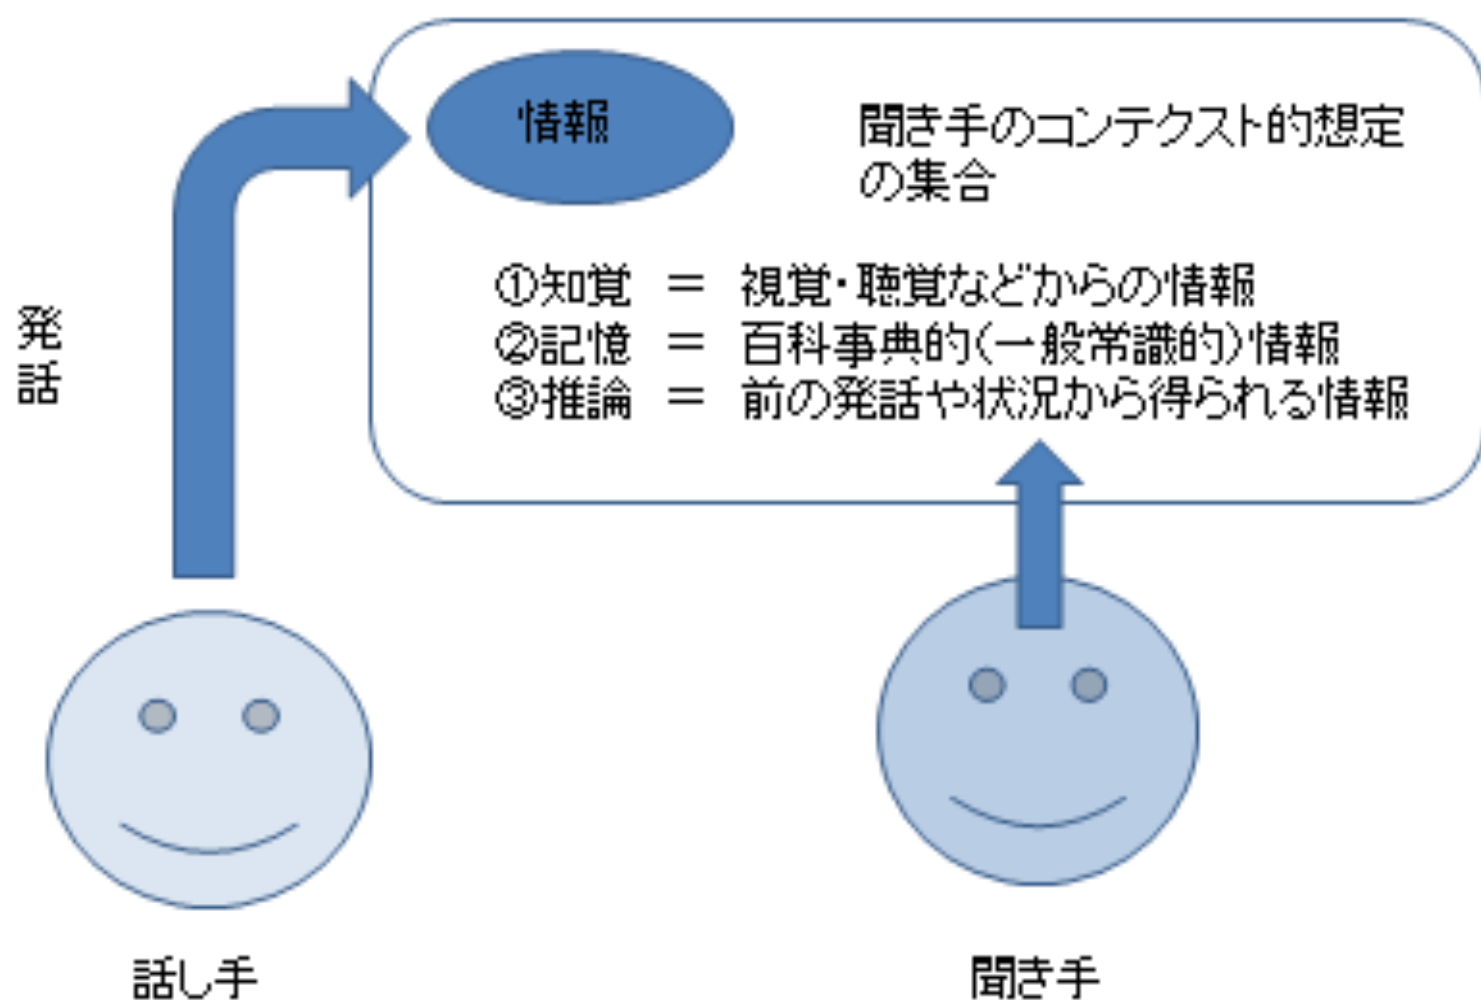 情報
聞き手のコンテクスト的想定
の集合
①知覚 = 視覚・聴覚などからの情報
②記憶 = 百科事典的(一般常識的)情報
③推論 = 前の発話や状況から得られる情報
発話
話し手
聞き手